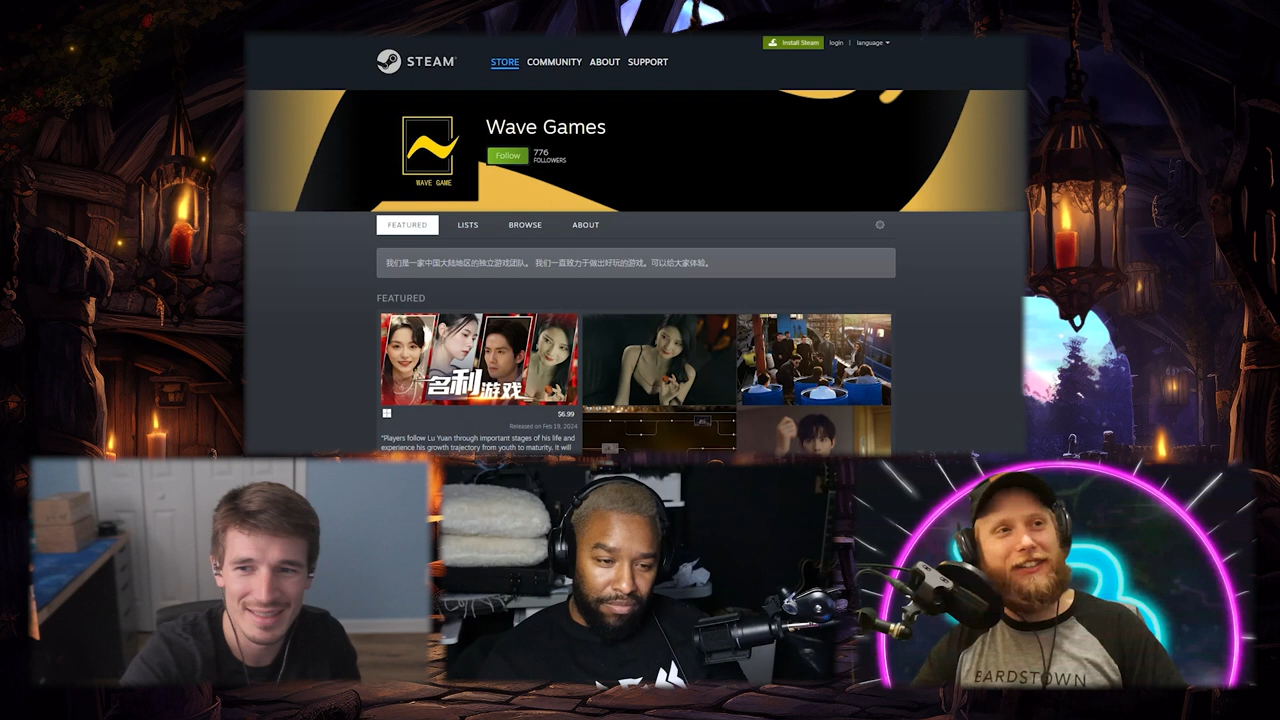 Install Steam
login | language
STEAM
STORE COMMUNITY ABOUT SUPPORT
Wave Games
Follow
776
FOLLOWERS
WAVE GAME
FEATURED LISTS BROWSE ABOUT
我们是一家中国大陆地区的独立游戏团队。 我们一直致力于做出好玩的游戏。可以给大家体验。
FEATURED
名利游戏
$6.99
Released on Feb 19, 2024
"Players follow Lu Yuan through important stages of his life and
experience his growth trajectory from youth to maturity. It will
EARDSTOWN